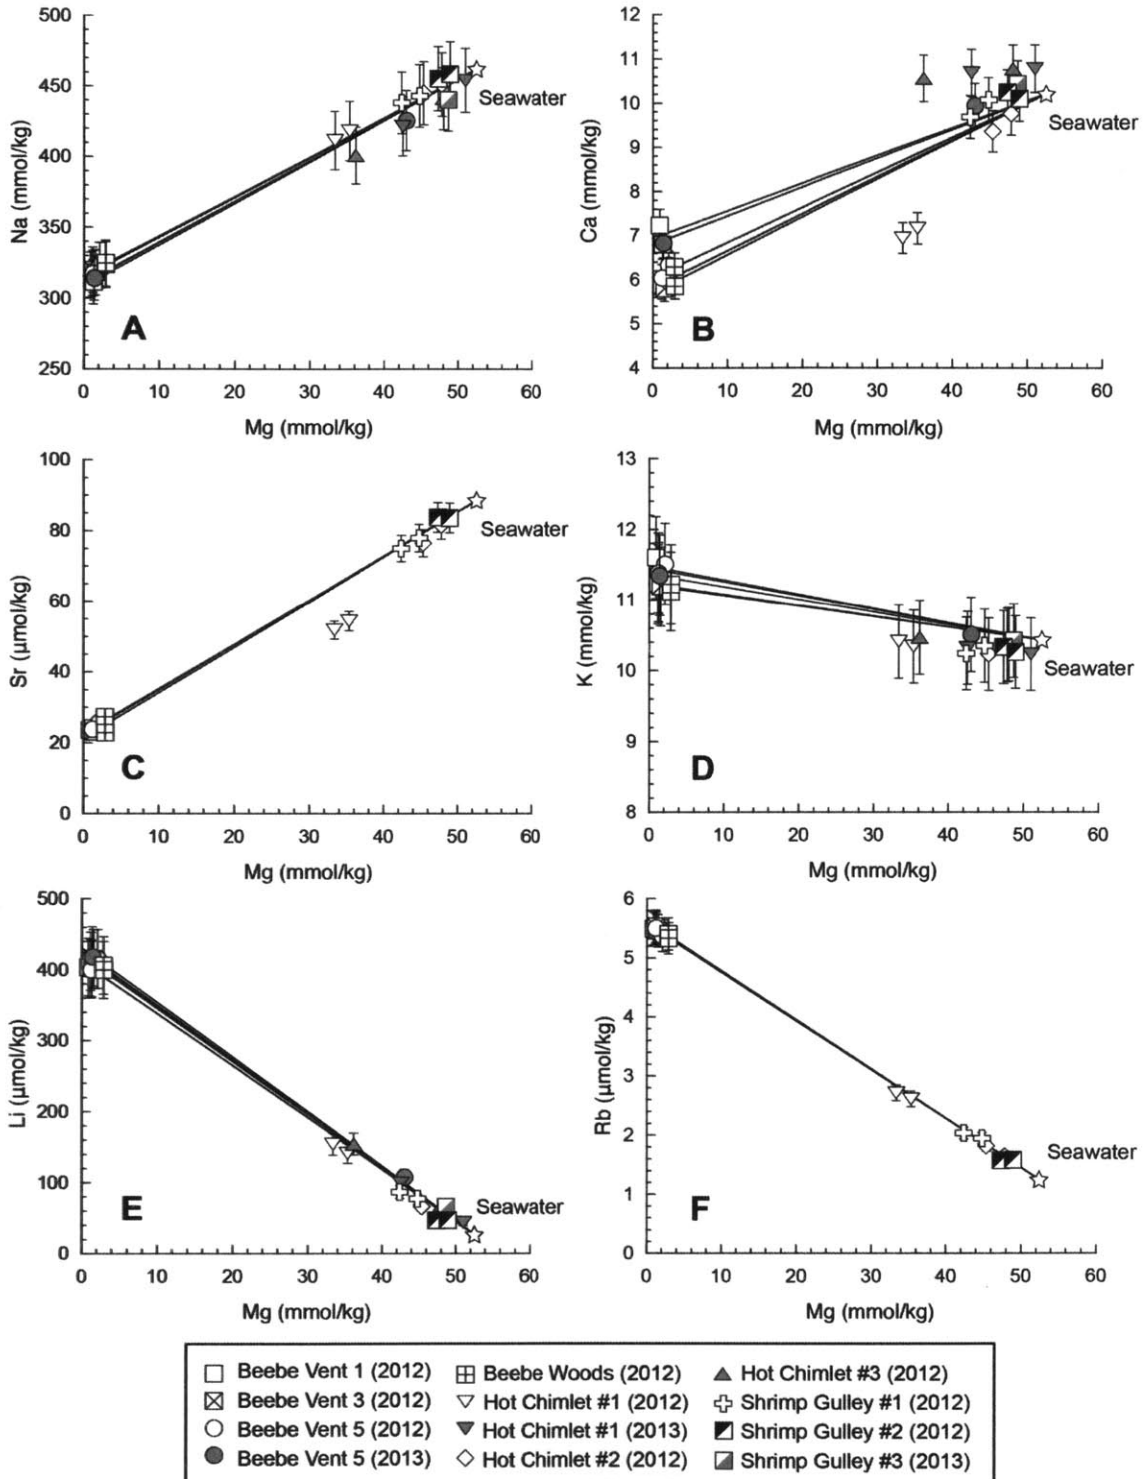 500
450
400
350
300
250
Na (mmol/kg)
0 10 20 30 40 50 60
Mg (mmol/kg)
Seawater
A
12
11
10
9
8
7
6
5
4
Ca (mmol/kg)
0 10 20 30 40 50 60
Mg (mmol/kg)
Seawater
B
100
80
60
40
20
0
Sr (µmol/kg)
0 10 20 30 40 50 60
Mg (mmol/kg)
Seawater
C
13
12
11
10
9
8
K (mmol/kg)
0 10 20 30 40 50 60
Mg (mmol/kg)
Seawater
D
500
400
300
200
100
0
Li (µmol/kg)
0 10 20 30 40 50 60
Mg (mmol/kg)
Seawater
E
6
5
4
3
2
1
0
Rb (µmol/kg)
0 10 20 30 40 50 60
Mg (mmol/kg)
Seawater
F
Beebe Vent 1 (2012)
Beebe Vent 3 (2012)
Beebe Vent 5 (2012)
Beebe Vent 5 (2013)
Beebe Woods (2012)
Hot Chimlet #1 (2012)
Hot Chimlet #1 (2013)
Hot Chimlet #2 (2012)
Hot Chimlet #3 (2012)
Shrimp Gulley #1 (2012)
Shrimp Gulley #2 (2012)
Shrimp Gulley #3 (2013)